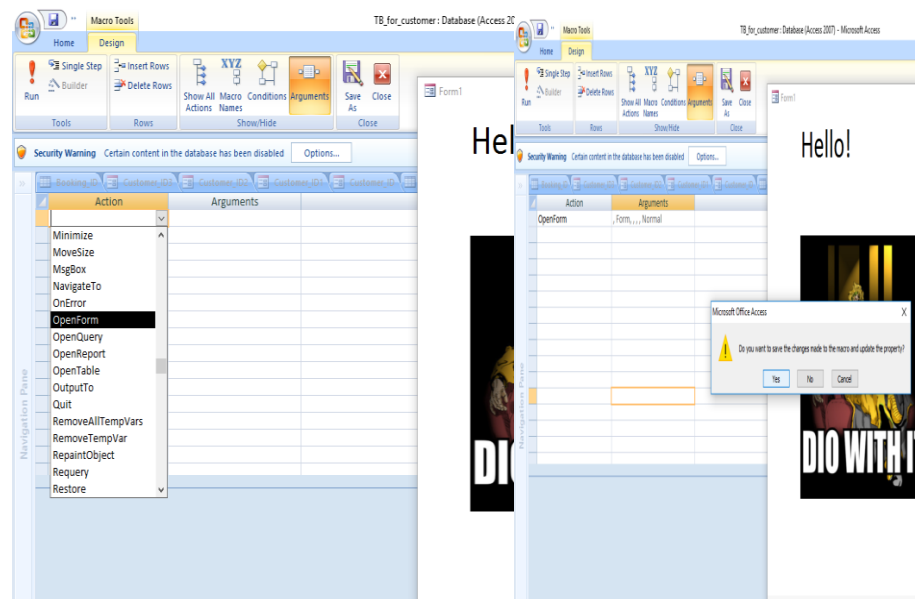 Macro Tools
TB_for_customer : Database (Access 20
Home Design
Run
Single Step
Builder
Tools
Insert Rows
Delete Rows
Rows
Show All Actions
Macro Names
Conditions
Arguments
Show/Hide
Save As
Close
Close
Security Warning Certain content in the database has been disabled Options...
Booking_ID Customer_ID3 Customer_ID2 Customer_ID1 Customer_ID
Action Arguments
Minimize
MoveSize
MsgBox
NavigateTo
OnError
OpenForm
OpenQuery
OpenReport
OpenTable
OutputTo
Quit
RemoveAllTempVars
RemoveTempVar
RepaintObject
Requery
Restore
Navigation Pane
Form1
Hel
DIO
Macro Tools
TB_for_customer : Database (Access 2007) - Microsoft Access
Home Design
Run
Single Step
Builder
Tools
Insert Rows
Delete Rows
Rows
Show All Actions
Macro Names
Conditions
Arguments
Show/Hide
Save As
Close
Close
Security Warning Certain content in the database has been disabled Options...
Action Arguments
OpenForm , Form, , , , Normal
Navigation Pane
Form1
Hello!
Microsoft Office Access X
Do you want to save the changes made to the macro and update the property?
Yes No Cancel
DIO WITH I